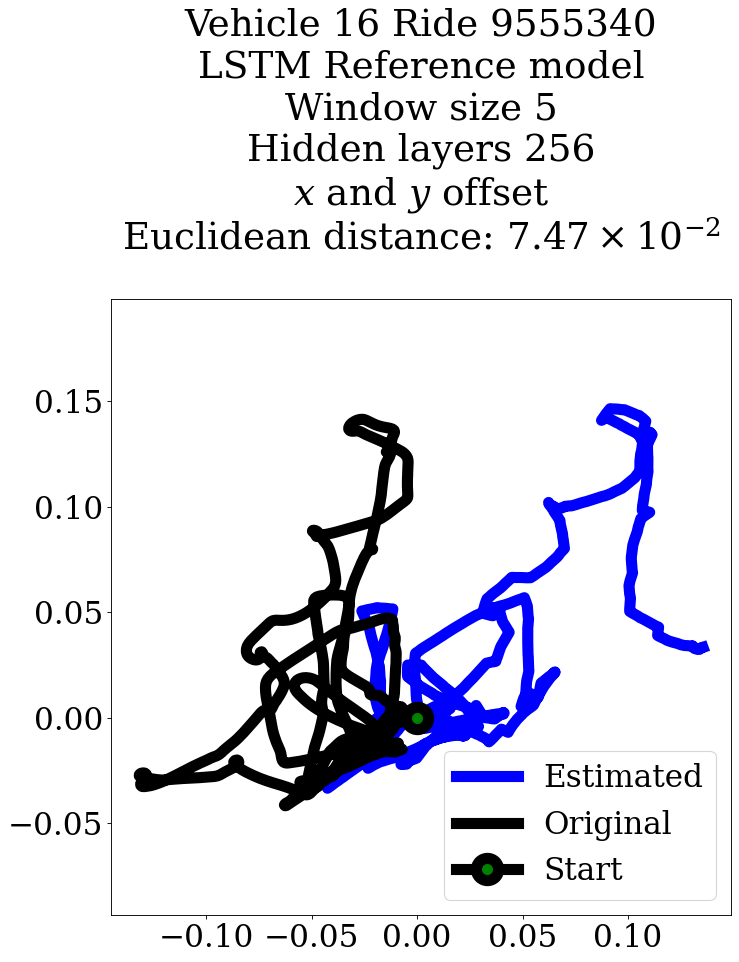 Vehicle 16 Ride 9555340
LSTM Reference model
Window size 5
Hidden layers 256
x and y offset
Euclidean distance: 7.47 × 10⁻²
0.15
0.10
0.05
0.00
−0.05
Estimated
Original
Start
−0.10 −0.05 0.00 0.05 0.10